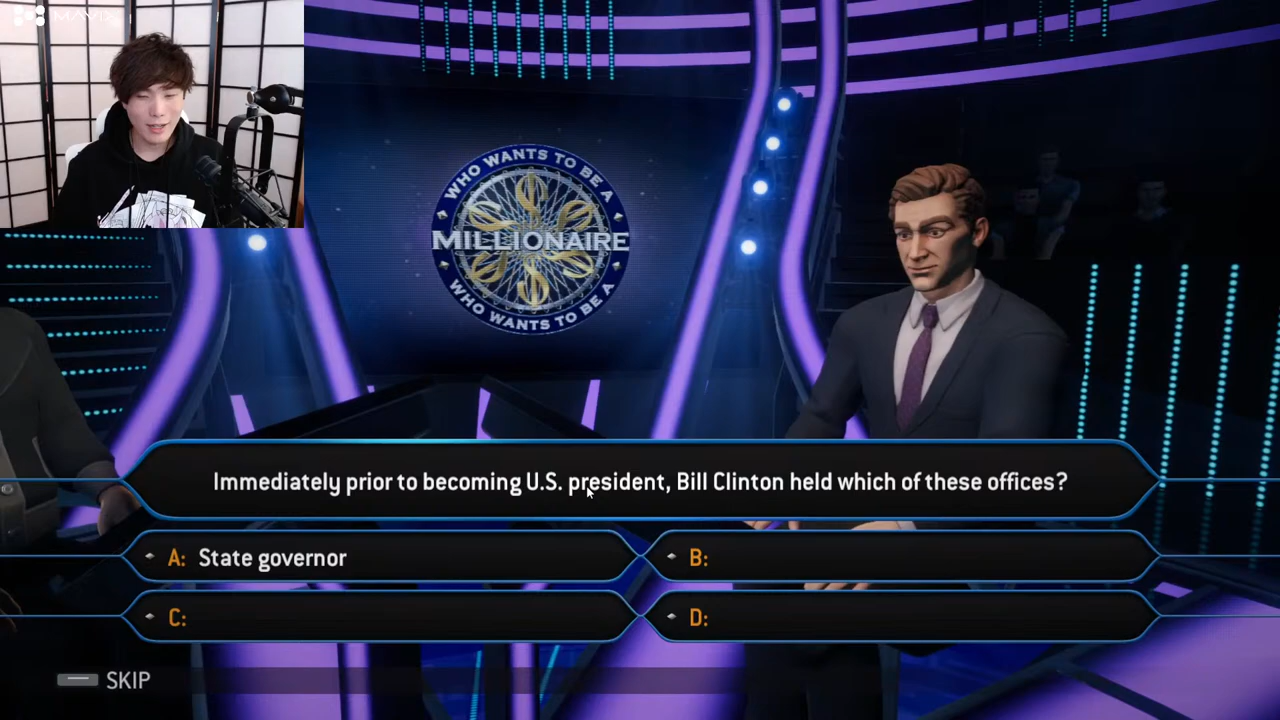 WHO WANTS TO BE A
MILLIONAIRE
WHO WANTS TO BE A
Immediately prior to becoming U.S. president, Bill Clinton held which of these offices?
A: State governor
B:
C:
D:
SKIP